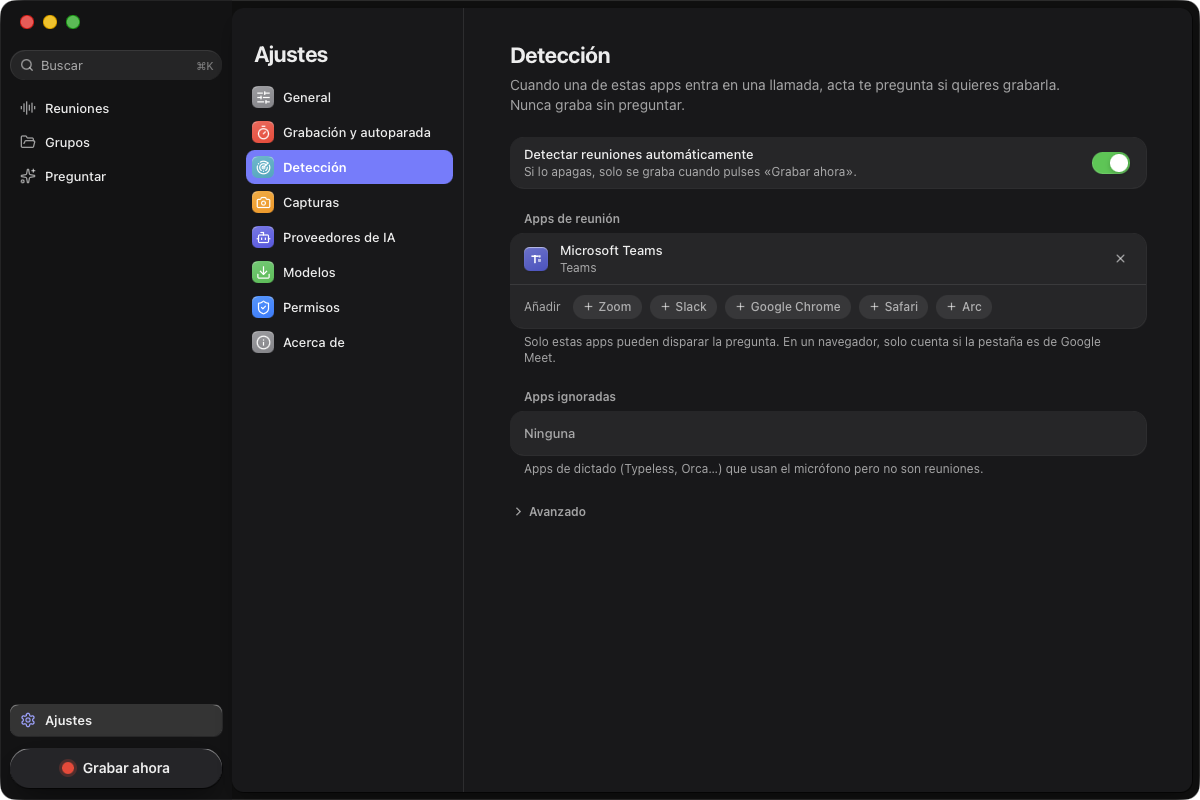 Buscar
⌘K
Reuniones
Grupos
Preguntar
Ajustes
Grabar ahora
Ajustes
General
Grabación y autoparada
Detección
Capturas
Proveedores de IA
Modelos
Permisos
Acerca de
Detección
Cuando una de estas apps entra en una llamada, acta te pregunta si quieres grabarla.
Nunca graba sin preguntar.
Detectar reuniones automáticamente
Si lo apagas, solo se graba cuando pulses «Grabar ahora».
Apps de reunión
Microsoft Teams
Teams
Añadir + Zoom + Slack + Google Chrome + Safari + Arc
Solo estas apps pueden disparar la pregunta. En un navegador, solo cuenta si la pestaña es de Google
Meet.
Apps ignoradas
Ninguna
Apps de dictado (Typeless, Orca…) que usan el micrófono pero no son reuniones.
Avanzado